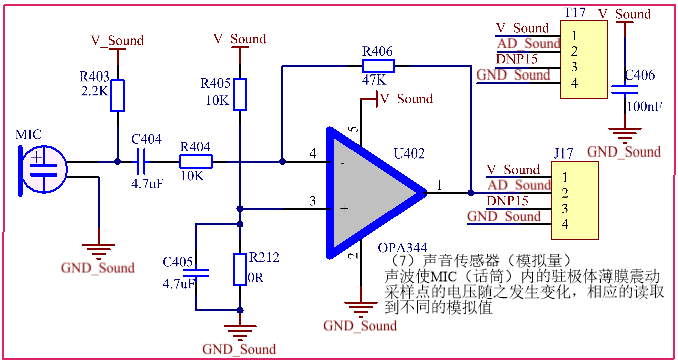 T17
V_Sound
V_Sound
1
AD_Sound
2
DNP15
3
GND_Sound
4
C406
100nF
GND_Sound
V_Sound
V_Sound
R403
2.2K
R405
10K
R406
47K
V_Sound
MIC
C404
4.7uF
R404
10K
4
-
5
U402
3
+
1
2
OPA344
J17
V_Sound
1
AD_Sound
2
DNP15
3
GND_Sound
4
GND_Sound
C405
4.7uF
R212
0R
GND_Sound
GND_Sound
（7）声音传感器（模拟量）
声波使MIC（话筒）内的驻极体薄膜震动
采样点的电压随之发生变化，相应的读取
到不同的模拟值